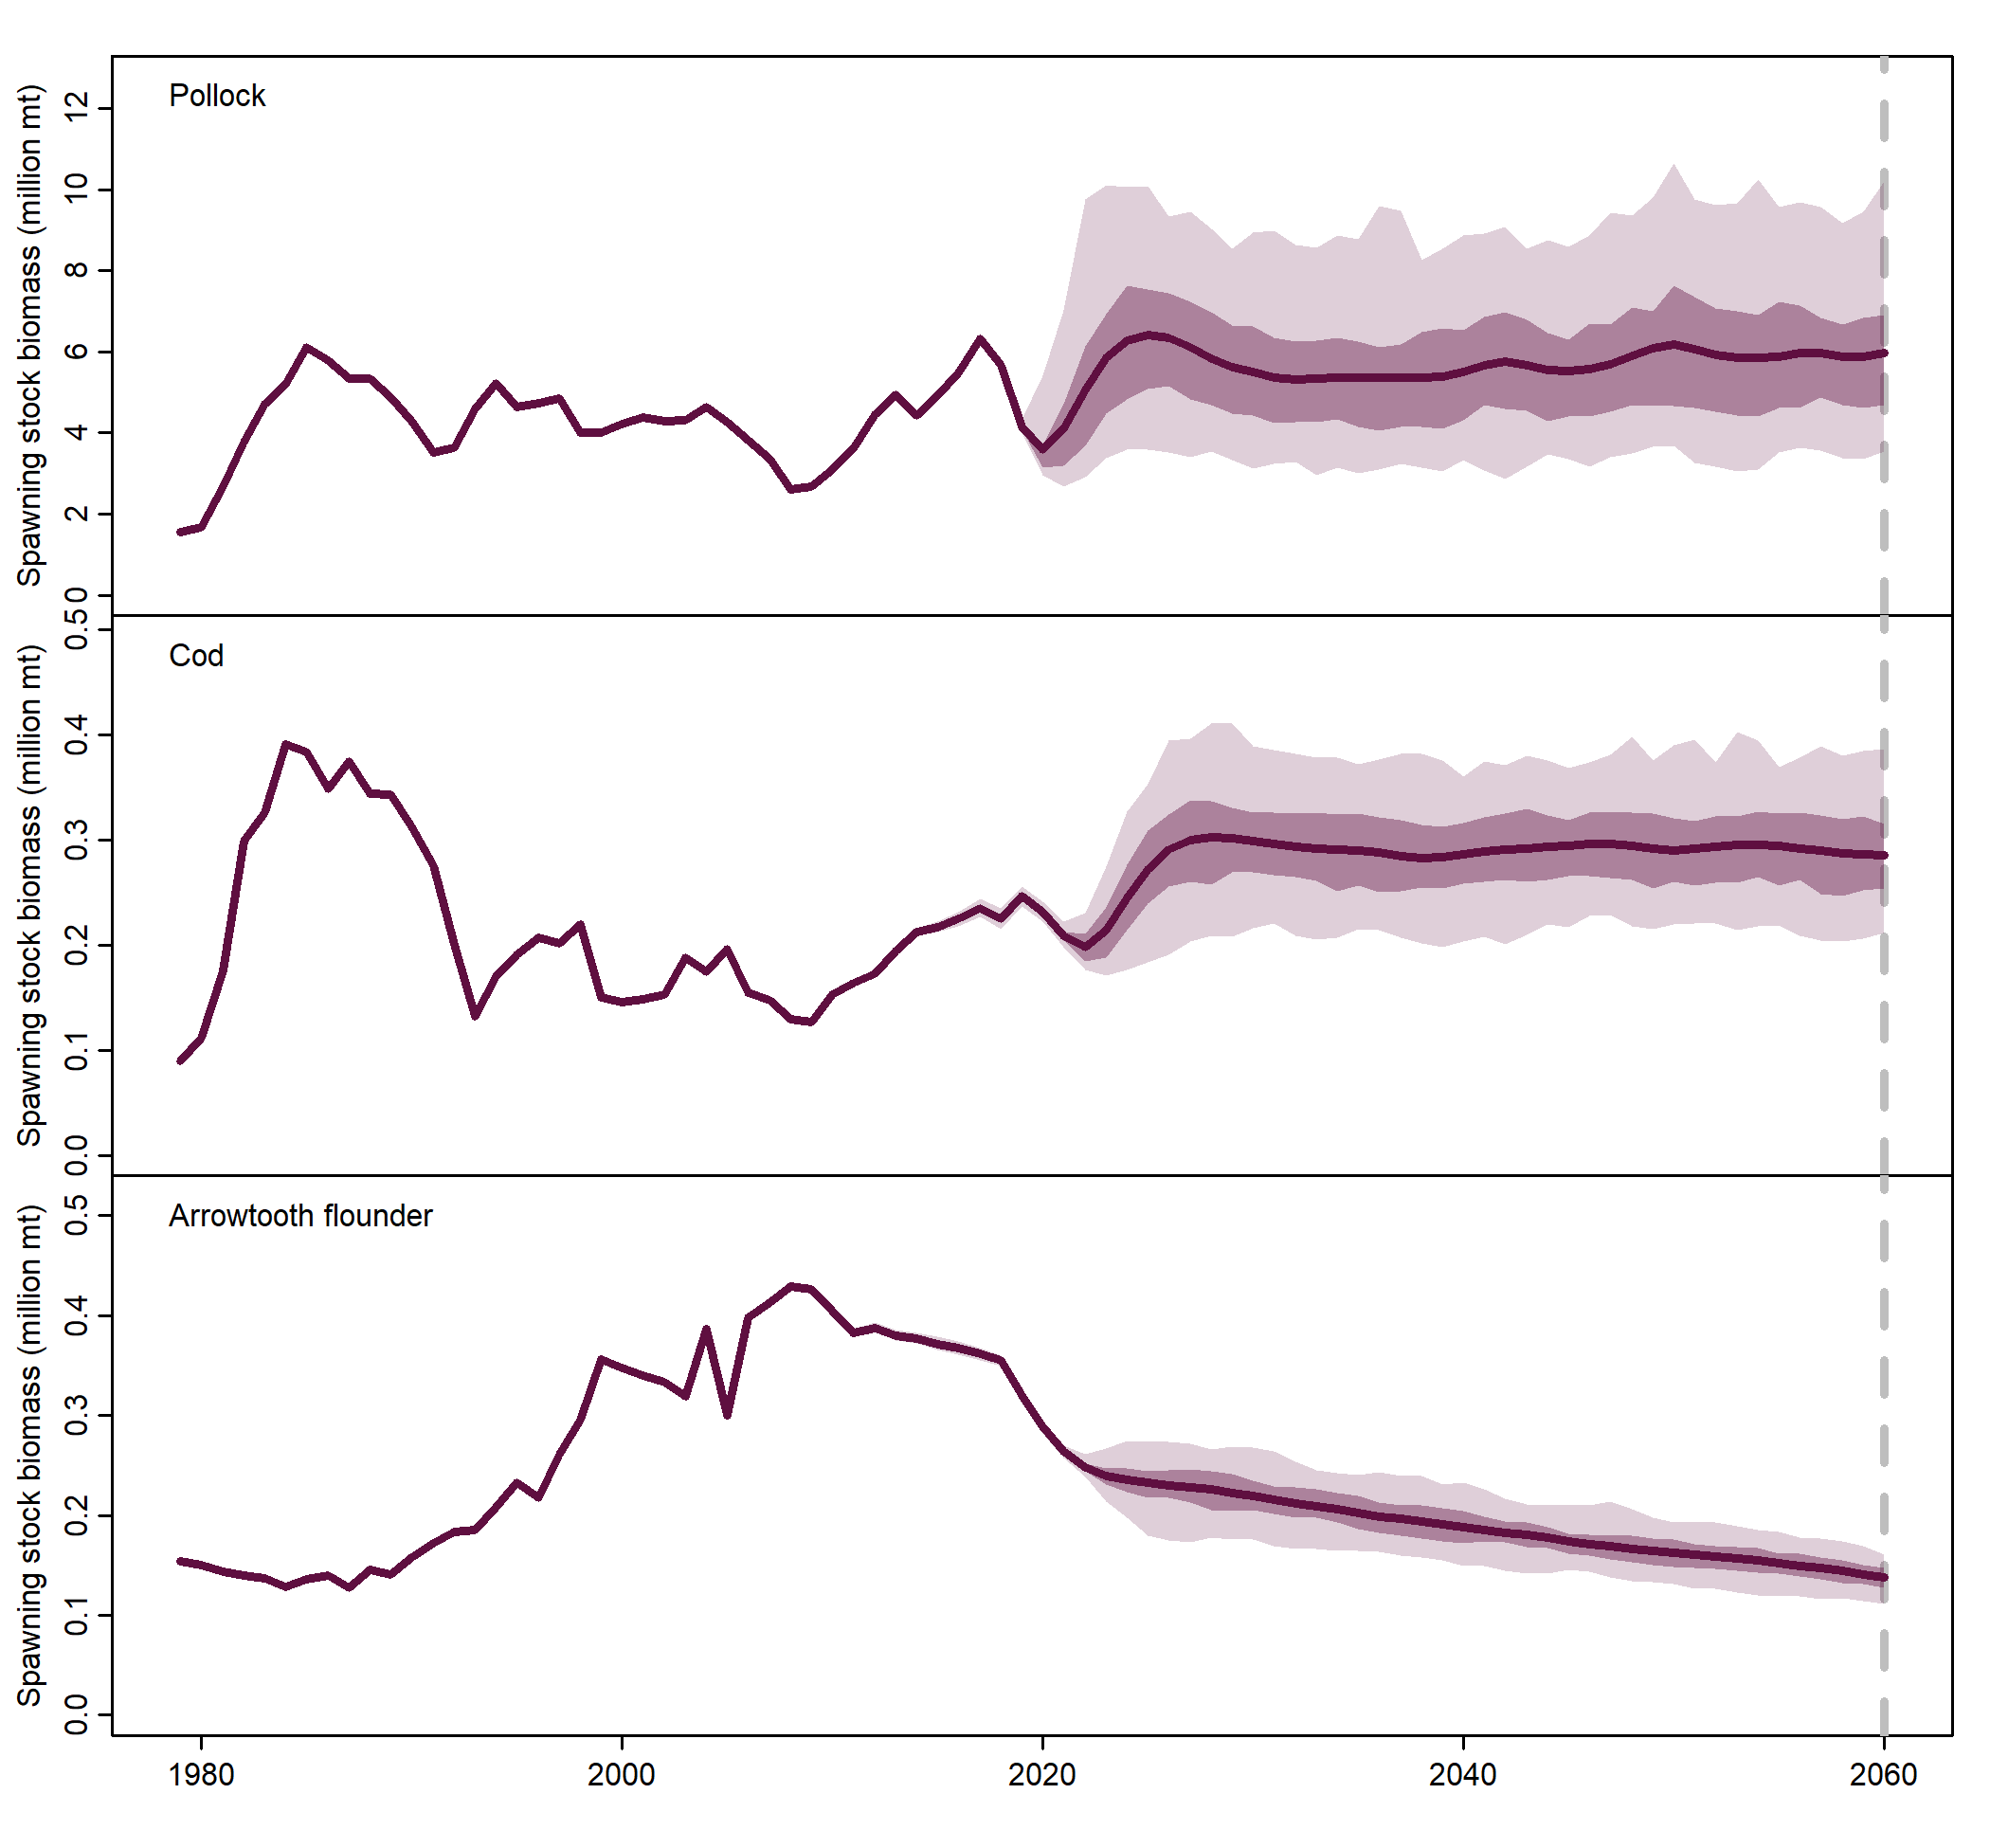 Pollock
Spawning stock biomass (million mt)
12
10
8
6
4
2
0
Cod
Spawning stock biomass (million mt)
0.5
0.4
0.3
0.2
0.1
0.0
Arrowtooth flounder
Spawning stock biomass (million mt)
0.5
0.4
0.3
0.2
0.1
0.0
1980 2000 2020 2040 2060